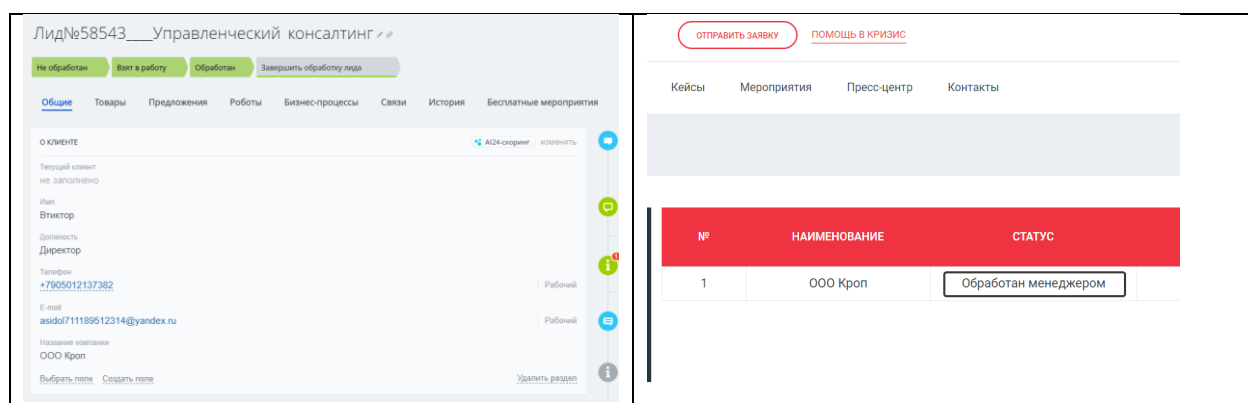 Лид№58543____Управленческий консалтинг
Не обработан Взят в работу Обработан Завершить обработку лида
Общие Товары Предложения Роботы Бизнес-процессы Связи История Бесплатные мероприятия
О КЛИЕНТЕ AI24-скоринг изменить
Текущий клиент
не заполнено
Имя
Втиктор
Должность
Директор
Телефон
+7905012137382 Рабочий
E-mail
asidol711189512314@yandex.ru Рабочий
Название компании
ООО Кроп
Выбрать поле Создать поле Удалить раздел
1
ОТПРАВИТЬ ЗАЯВКУ ПОМОЩЬ В КРИЗИС
Кейсы Мероприятия Пресс-центр Контакты
№ НАИМЕНОВАНИЕ СТАТУС
1 ООО Кроп Обработан менеджером